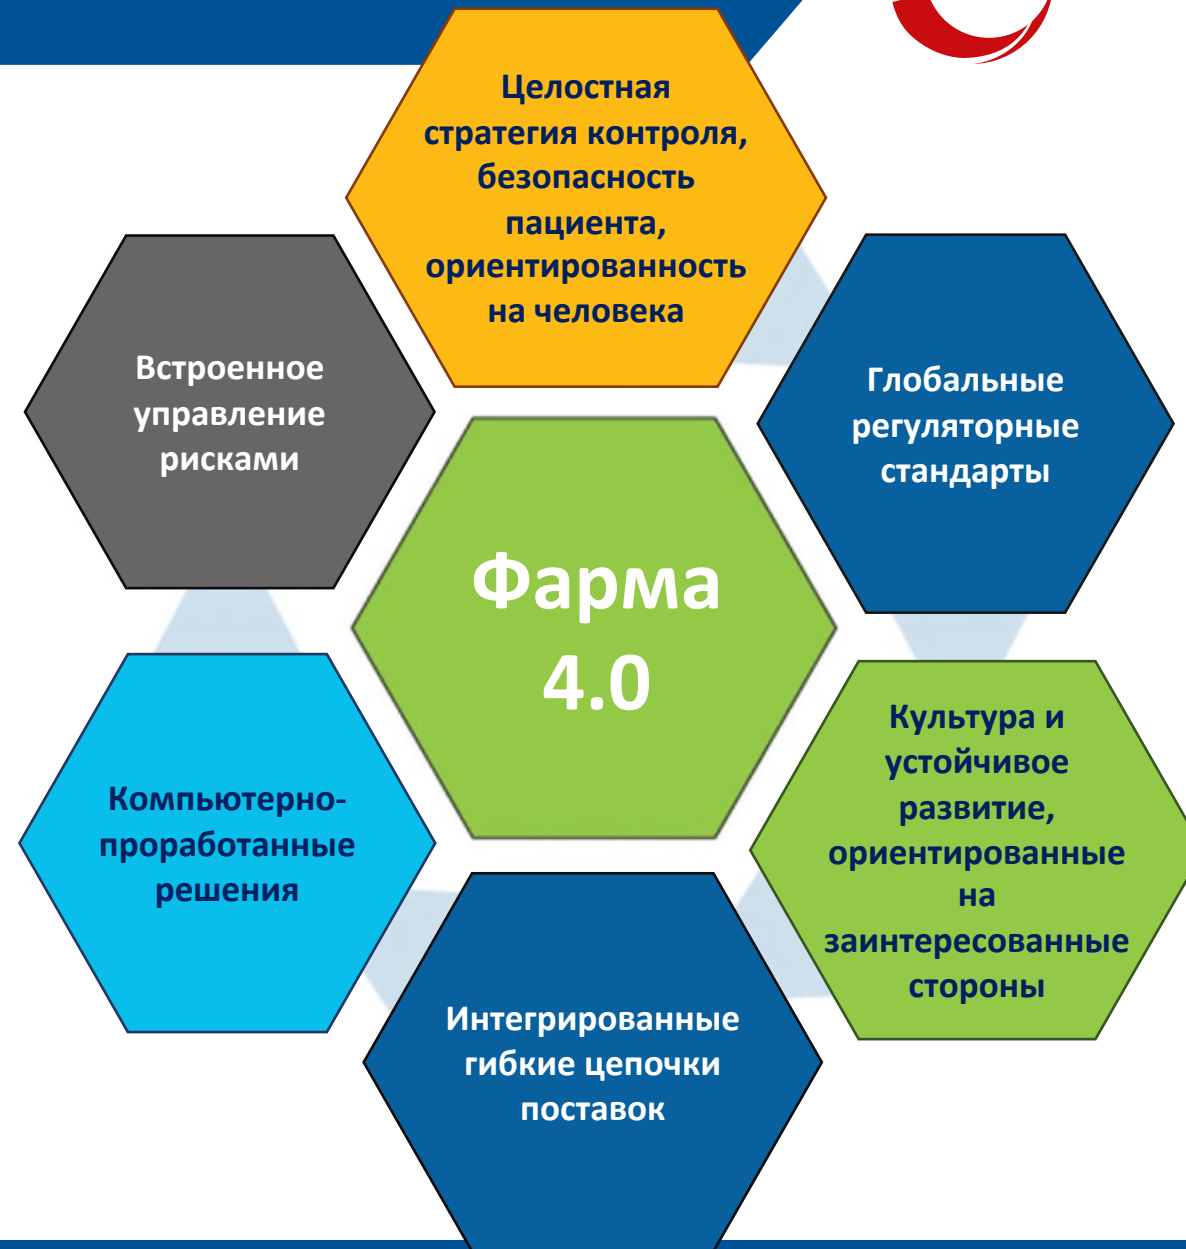 Целостная
стратегия контроля,
безопасность
пациента,
ориентированность
на человека
Встроенное
управление
рисками
Глобальные
регуляторные
стандарты
Фарма
4.0
Компьютерно-
проработанные
решения
Культура и
устойчивое
развитие,
ориентированные
на
заинтересованные
стороны
Интегрированные
гибкие цепочки
поставок